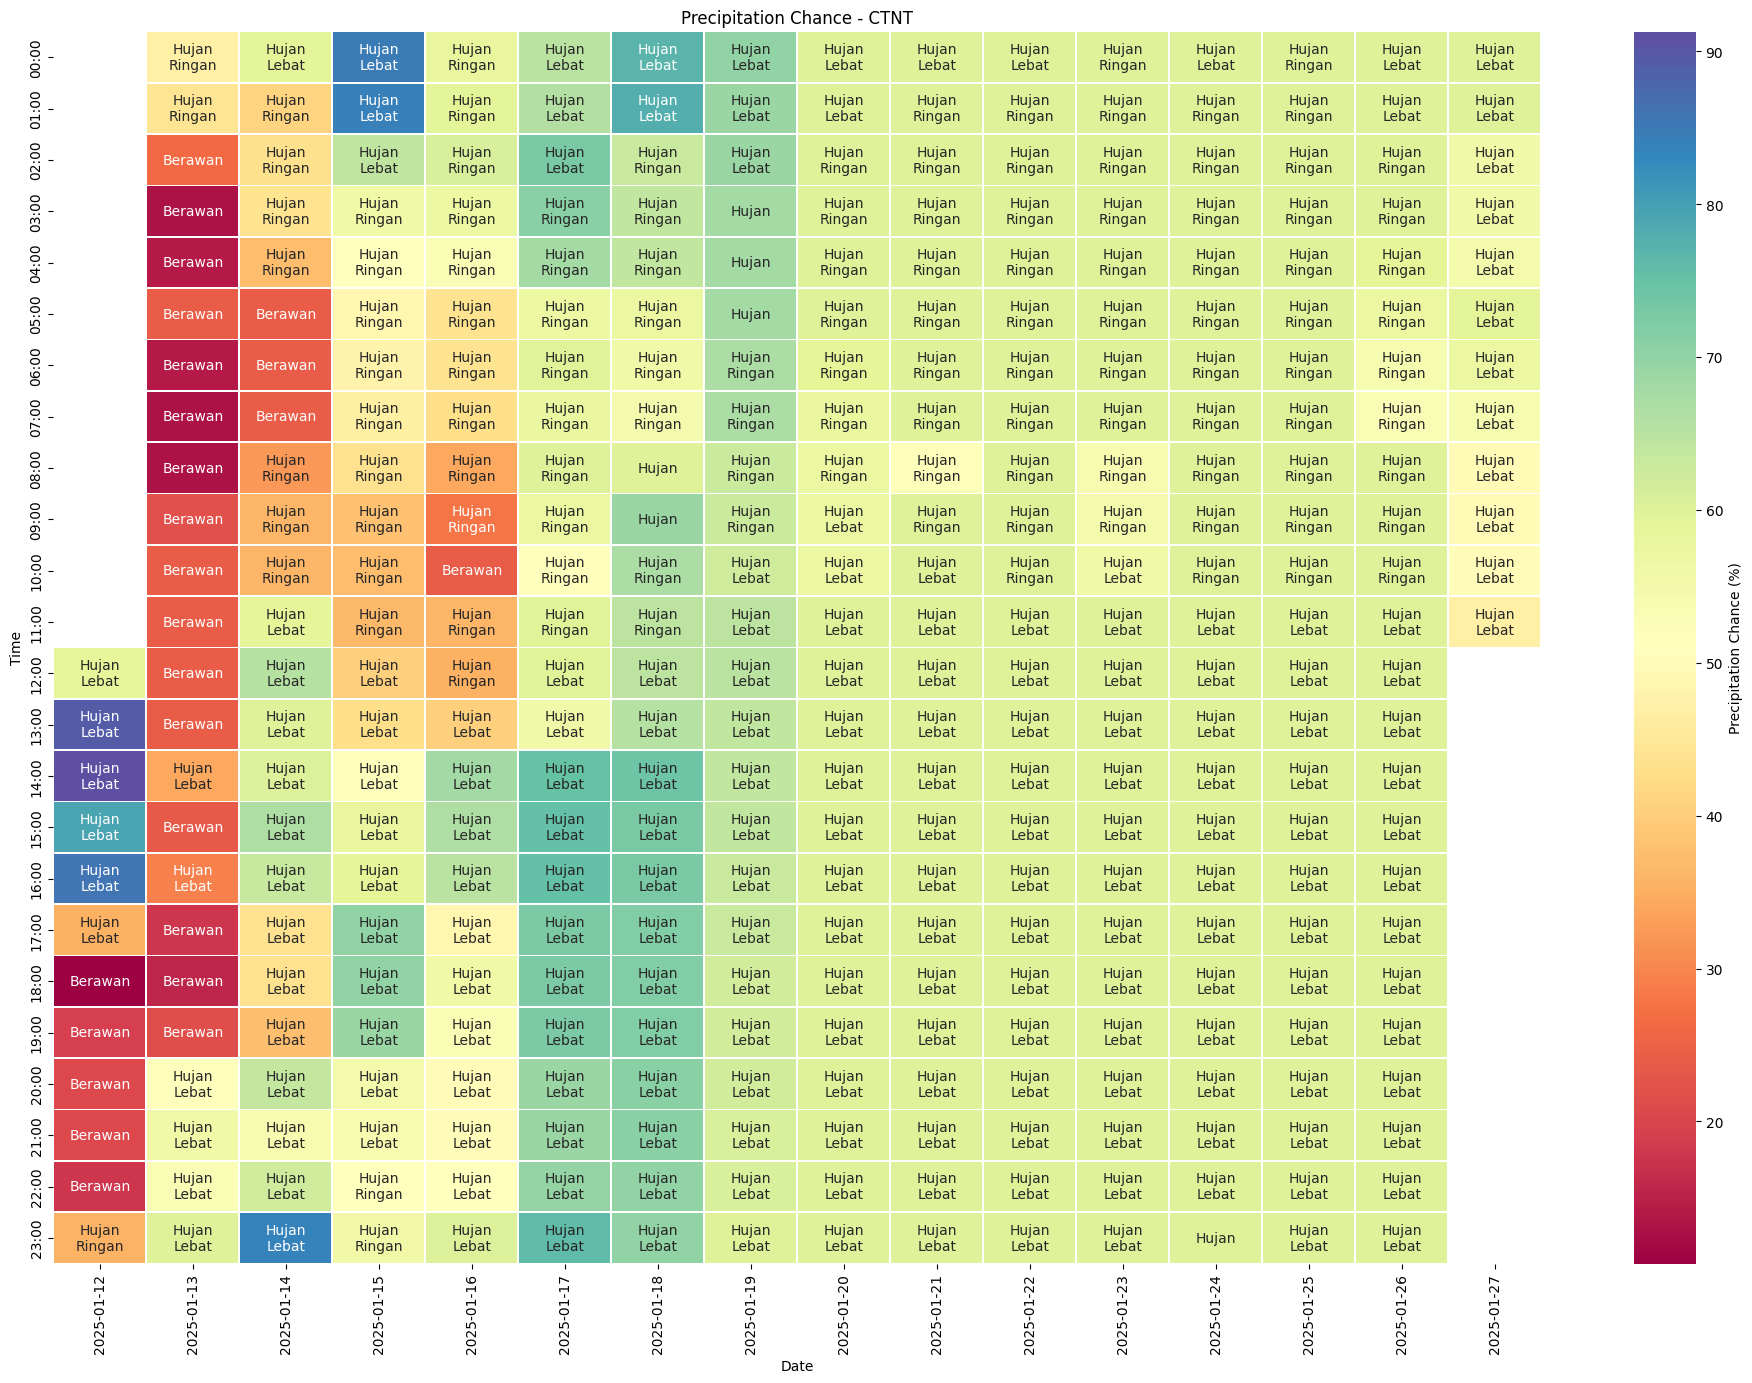 Precipitation Chance - CTNT
00:00 Hujan Ringan Hujan Lebat Hujan Lebat Hujan Ringan Hujan Lebat Hujan Lebat Hujan Lebat Hujan Lebat Hujan Lebat Hujan Lebat Hujan Ringan Hujan Lebat Hujan Ringan Hujan Lebat Hujan Lebat
01:00 Hujan Ringan Hujan Ringan Hujan Lebat Hujan Ringan Hujan Lebat Hujan Lebat Hujan Lebat Hujan Lebat Hujan Ringan Hujan Ringan Hujan Ringan Hujan Ringan Hujan Ringan Hujan Lebat Hujan Lebat
02:00 Berawan Hujan Ringan Hujan Lebat Hujan Ringan Hujan Lebat Hujan Ringan Hujan Lebat Hujan Ringan Hujan Ringan Hujan Ringan Hujan Ringan Hujan Ringan Hujan Ringan Hujan Ringan Hujan Lebat
03:00 Berawan Hujan Ringan Hujan Ringan Hujan Ringan Hujan Ringan Hujan Ringan Hujan Hujan Ringan Hujan Ringan Hujan Ringan Hujan Ringan Hujan Ringan Hujan Ringan Hujan Ringan Hujan Lebat
04:00 Berawan Hujan Ringan Hujan Ringan Hujan Ringan Hujan Ringan Hujan Ringan Hujan Hujan Ringan Hujan Ringan Hujan Ringan Hujan Ringan Hujan Ringan Hujan Ringan Hujan Ringan Hujan Lebat
05:00 Berawan Berawan Hujan Ringan Hujan Ringan Hujan Ringan Hujan Ringan Hujan Hujan Ringan Hujan Ringan Hujan Ringan Hujan Ringan Hujan Ringan Hujan Ringan Hujan Ringan Hujan Lebat
06:00 Berawan Berawan Hujan Ringan Hujan Ringan Hujan Ringan Hujan Ringan Hujan Ringan Hujan Ringan Hujan Ringan Hujan Ringan Hujan Ringan Hujan Ringan Hujan Ringan Hujan Ringan Hujan Lebat
07:00 Berawan Berawan Hujan Ringan Hujan Ringan Hujan Ringan Hujan Ringan Hujan Ringan Hujan Ringan Hujan Ringan Hujan Ringan Hujan Ringan Hujan Ringan Hujan Ringan Hujan Ringan Hujan Lebat
08:00 Berawan Hujan Ringan Hujan Ringan Hujan Ringan Hujan Ringan Hujan Hujan Ringan Hujan Ringan Hujan Ringan Hujan Ringan Hujan Ringan Hujan Ringan Hujan Ringan Hujan Ringan Hujan Lebat
09:00 Berawan Hujan Ringan Hujan Ringan Hujan Ringan Hujan Ringan Hujan Hujan Ringan Hujan Lebat Hujan Ringan Hujan Ringan Hujan Ringan Hujan Ringan Hujan Ringan Hujan Ringan Hujan Lebat
10:00 Berawan Hujan Ringan Hujan Ringan Berawan Hujan Ringan Hujan Ringan Hujan Lebat Hujan Lebat Hujan Lebat Hujan Ringan Hujan Lebat Hujan Ringan Hujan Ringan Hujan Ringan Hujan Lebat
11:00 Berawan Hujan Lebat Hujan Ringan Hujan Ringan Hujan Ringan Hujan Ringan Hujan Lebat Hujan Lebat Hujan Lebat Hujan Lebat Hujan Lebat Hujan Lebat Hujan Lebat Hujan Lebat Hujan Lebat
12:00 Hujan Lebat Berawan Hujan Lebat Hujan Lebat Hujan Ringan Hujan Lebat Hujan Lebat Hujan Lebat Hujan Lebat Hujan Lebat Hujan Lebat Hujan Lebat Hujan Lebat Hujan Lebat Hujan Lebat
13:00 Hujan Lebat Berawan Hujan Lebat Hujan Lebat Hujan Lebat Hujan Lebat Hujan Lebat Hujan Lebat Hujan Lebat Hujan Lebat Hujan Lebat Hujan Lebat Hujan Lebat Hujan Lebat Hujan Lebat
14:00 Hujan Lebat Hujan Lebat Hujan Lebat Hujan Lebat Hujan Lebat Hujan Lebat Hujan Lebat Hujan Lebat Hujan Lebat Hujan Lebat Hujan Lebat Hujan Lebat Hujan Lebat Hujan Lebat Hujan Lebat
15:00 Hujan Lebat Berawan Hujan Lebat Hujan Lebat Hujan Lebat Hujan Lebat Hujan Lebat Hujan Lebat Hujan Lebat Hujan Lebat Hujan Lebat Hujan Lebat Hujan Lebat Hujan Lebat Hujan Lebat
16:00 Hujan Lebat Hujan Lebat Hujan Lebat Hujan Lebat Hujan Lebat Hujan Lebat Hujan Lebat Hujan Lebat Hujan Lebat Hujan Lebat Hujan Lebat Hujan Lebat Hujan Lebat Hujan Lebat Hujan Lebat
17:00 Hujan Lebat Berawan Hujan Lebat Hujan Lebat Hujan Lebat Hujan Lebat Hujan Lebat Hujan Lebat Hujan Lebat Hujan Lebat Hujan Lebat Hujan Lebat Hujan Lebat Hujan Lebat Hujan Lebat
18:00 Berawan Berawan Hujan Lebat Hujan Lebat Hujan Lebat Hujan Lebat Hujan Lebat Hujan Lebat Hujan Lebat Hujan Lebat Hujan Lebat Hujan Lebat Hujan Lebat Hujan Lebat Hujan Lebat
19:00 Berawan Berawan Hujan Lebat Hujan Lebat Hujan Lebat Hujan Lebat Hujan Lebat Hujan Lebat Hujan Lebat Hujan Lebat Hujan Lebat Hujan Lebat Hujan Lebat Hujan Lebat Hujan Lebat
20:00 Berawan Hujan Lebat Hujan Lebat Hujan Lebat Hujan Lebat Hujan Lebat Hujan Lebat Hujan Lebat Hujan Lebat Hujan Lebat Hujan Lebat Hujan Lebat Hujan Lebat Hujan Lebat Hujan Lebat
21:00 Berawan Hujan Lebat Hujan Lebat Hujan Lebat Hujan Lebat Hujan Lebat Hujan Lebat Hujan Lebat Hujan Lebat Hujan Lebat Hujan Lebat Hujan Lebat Hujan Lebat Hujan Lebat Hujan Lebat
22:00 Berawan Hujan Lebat Hujan Lebat Hujan Ringan Hujan Lebat Hujan Lebat Hujan Lebat Hujan Lebat Hujan Lebat Hujan Lebat Hujan Lebat Hujan Lebat Hujan Lebat Hujan Lebat Hujan Lebat
23:00 Hujan Ringan Hujan Lebat Hujan Lebat Hujan Ringan Hujan Lebat Hujan Lebat Hujan Lebat Hujan Lebat Hujan Lebat Hujan Lebat Hujan Lebat Hujan Lebat Hujan Hujan Lebat Hujan Lebat
Time
2025-01-12 2025-01-13 2025-01-14 2025-01-15 2025-01-16 2025-01-17 2025-01-18 2025-01-19 2025-01-20 2025-01-21 2025-01-22 2025-01-23 2025-01-24 2025-01-25 2025-01-26 2025-01-27
Date
90
80
70
60
50
40
30
20
Precipitation Chance (%)